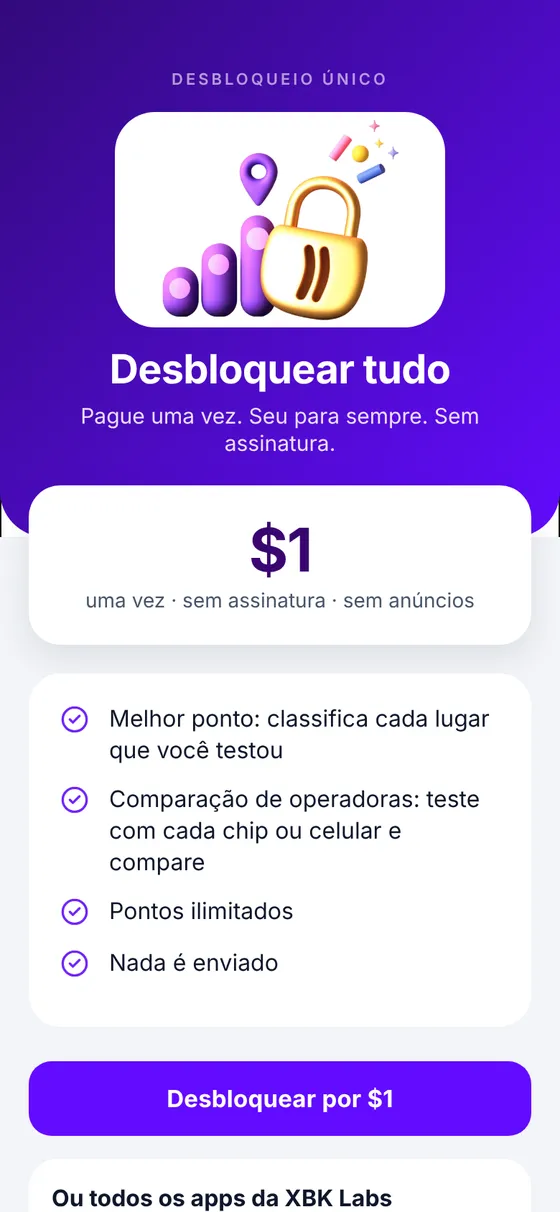 DESBLOQUEIO ÚNICO
Desbloquear tudo
Pague uma vez. Seu para sempre. Sem
assinatura.
$1
uma vez · sem assinatura · sem anúncios
Melhor ponto: classifica cada lugar
que você testou
Comparação de operadoras: teste
com cada chip ou celular e
compare
Pontos ilimitados
Nada é enviado
Desbloquear por $1
Ou todos os apps da XBK Labs